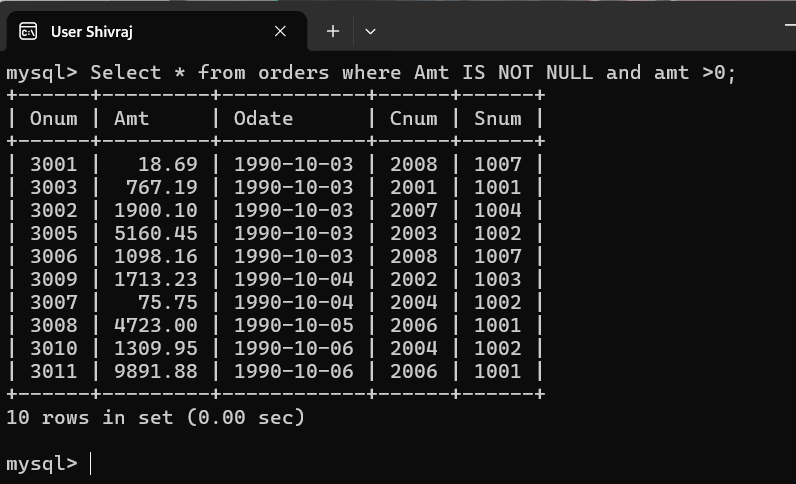 User Shivraj
mysql> Select * from orders where Amt IS NOT NULL and amt >0;
+------+---------+------------+------+------+
| Onum | Amt     | Odate      | Cnum | Snum |
+------+---------+------------+------+------+
| 3001 |   18.69 | 1990-10-03 | 2008 | 1007 |
| 3003 |  767.19 | 1990-10-03 | 2001 | 1001 |
| 3002 | 1900.10 | 1990-10-03 | 2007 | 1004 |
| 3005 | 5160.45 | 1990-10-03 | 2003 | 1002 |
| 3006 | 1098.16 | 1990-10-03 | 2008 | 1007 |
| 3009 | 1713.23 | 1990-10-04 | 2002 | 1003 |
| 3007 |   75.75 | 1990-10-04 | 2004 | 1002 |
| 3008 | 4723.00 | 1990-10-05 | 2006 | 1001 |
| 3010 | 1309.95 | 1990-10-06 | 2004 | 1002 |
| 3011 | 9891.88 | 1990-10-06 | 2006 | 1001 |
+------+---------+------------+------+------+
10 rows in set (0.00 sec)
mysql>